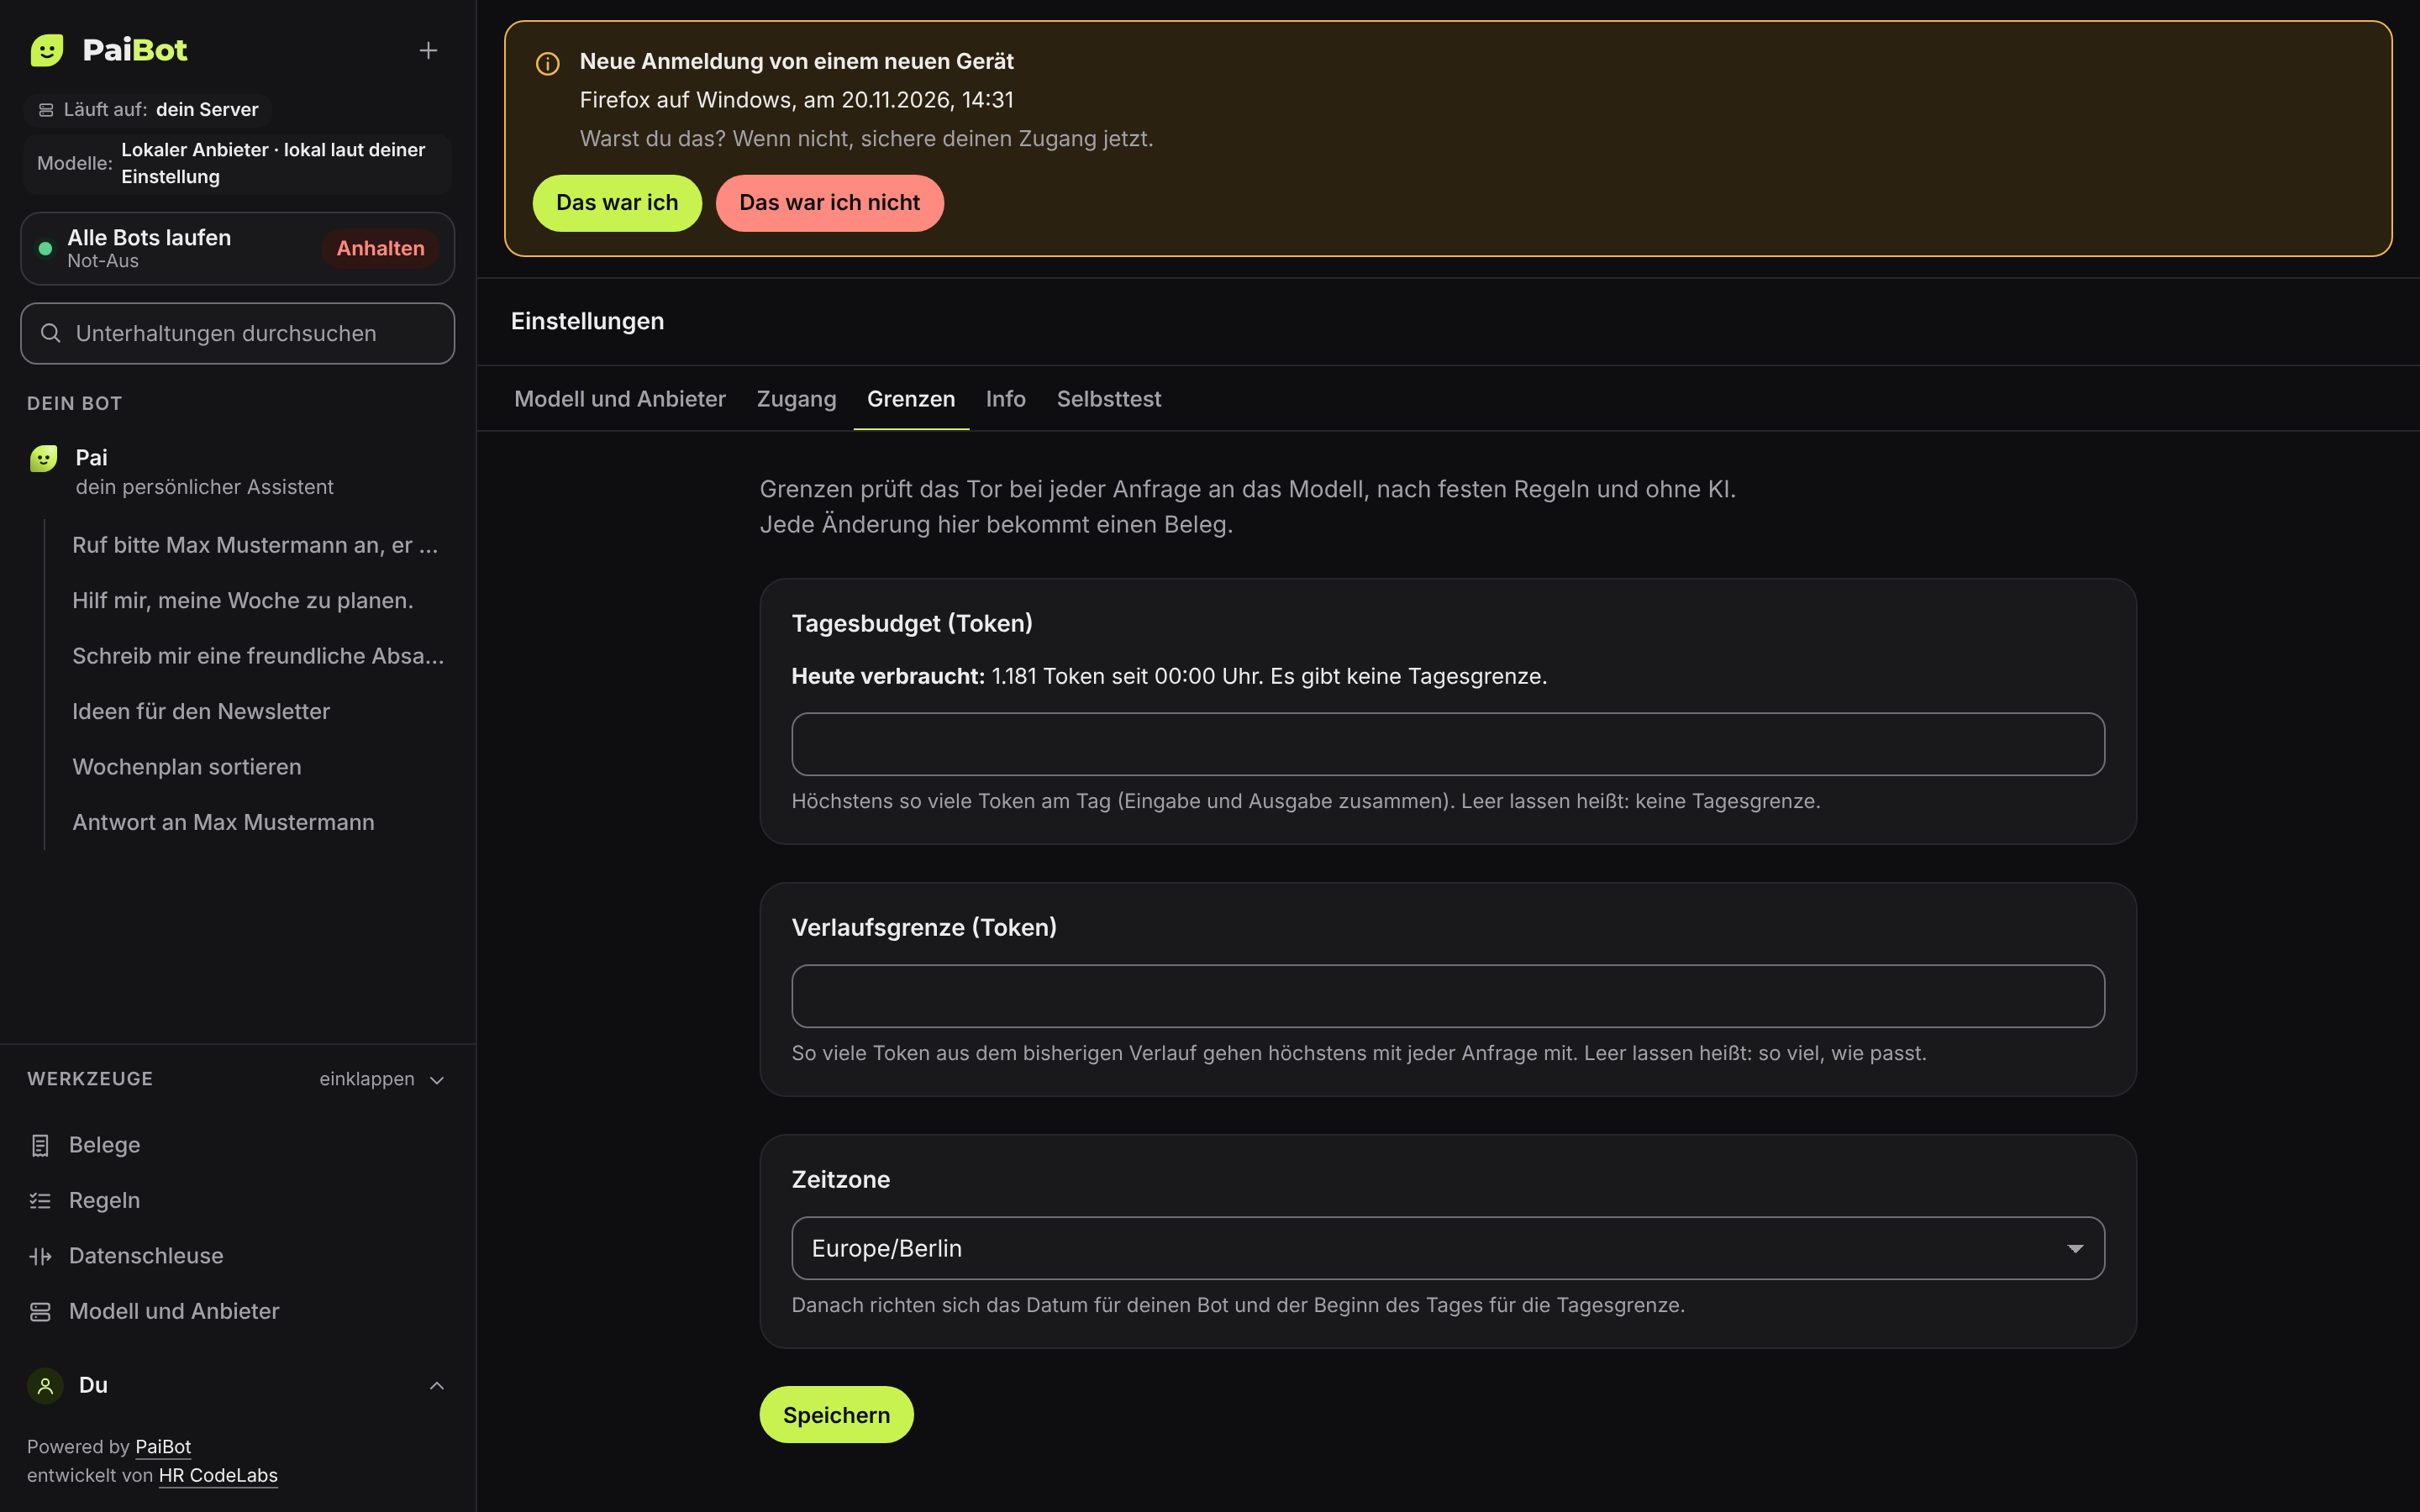 PaiBot
Läuft auf: dein Server
Modelle: Lokaler Anbieter · lokal laut deiner
Einstellung
Alle Bots laufen
Not-Aus
Anhalten
Unterhaltungen durchsuchen
DEIN BOT
Pai
dein persönlicher Assistent
Ruf bitte Max Mustermann an, er ...
Hilf mir, meine Woche zu planen.
Schreib mir eine freundliche Absa...
Ideen für den Newsletter
Wochenplan sortieren
Antwort an Max Mustermann
WERKZEUGE
einklappen
Belege
Regeln
Datenschleuse
Modell und Anbieter
Du
Powered by PaiBot
entwickelt von HR CodeLabs
Neue Anmeldung von einem neuen Gerät
Firefox auf Windows, am 20.11.2026, 14:31
Warst du das? Wenn nicht, sichere deinen Zugang jetzt.
Das war ich
Das war ich nicht
Einstellungen
Modell und Anbieter
Zugang
Grenzen
Info
Selbsttest
Grenzen prüft das Tor bei jeder Anfrage an das Modell, nach festen Regeln und ohne KI.
Jede Änderung hier bekommt einen Beleg.
Tagesbudget (Token)
Heute verbraucht: 1.181 Token seit 00:00 Uhr. Es gibt keine Tagesgrenze.
Höchstens so viele Token am Tag (Eingabe und Ausgabe zusammen). Leer lassen heißt: keine Tagesgrenze.
Verlaufsgrenze (Token)
So viele Token aus dem bisherigen Verlauf gehen höchstens mit jeder Anfrage mit. Leer lassen heißt: so viel, wie passt.
Zeitzone
Europe/Berlin
Danach richten sich das Datum für deinen Bot und der Beginn des Tages für die Tagesgrenze.
Speichern